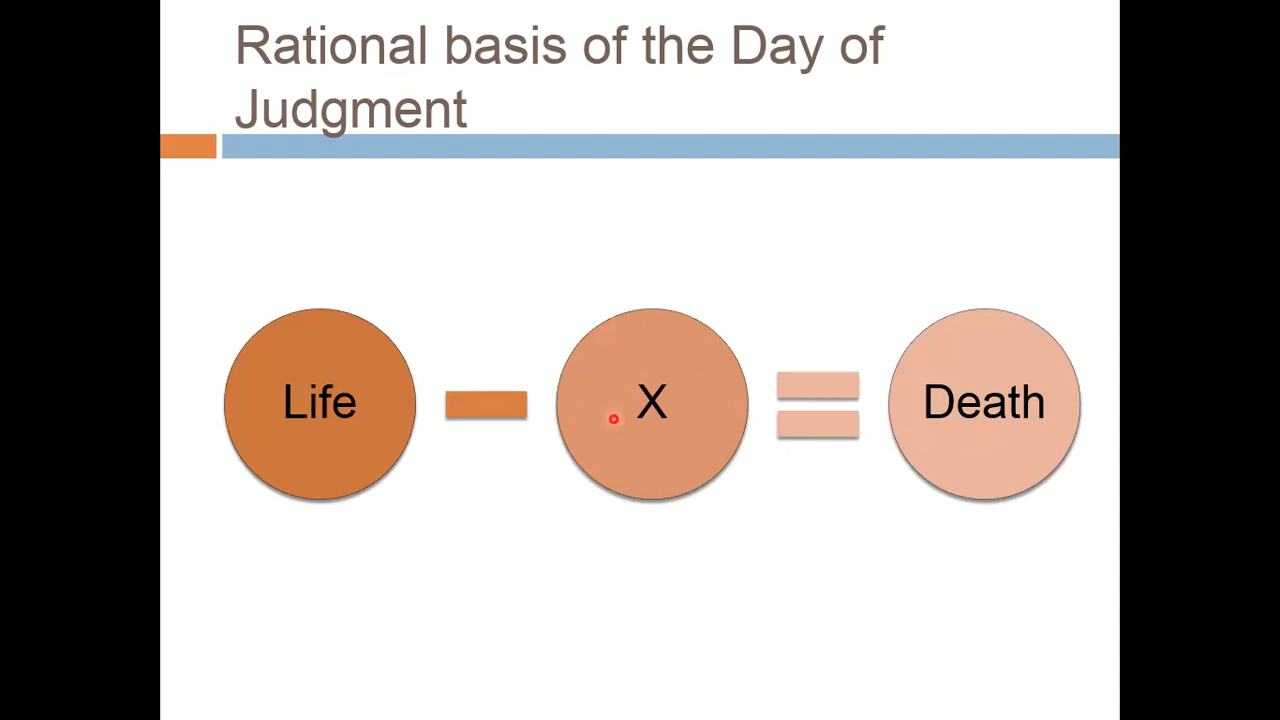 Rational basis of the Day of
Judgment
Life
X
Death